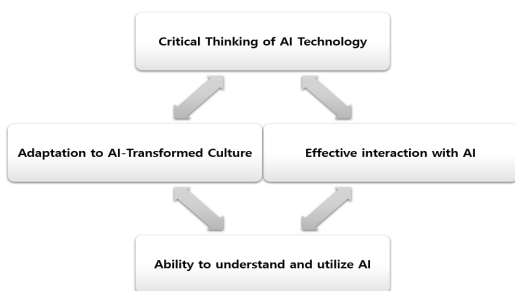 Critical Thinking of AI Technology
Adaptation to AI-Transformed Culture
Effective interaction with AI
Ability to understand and utilize AI